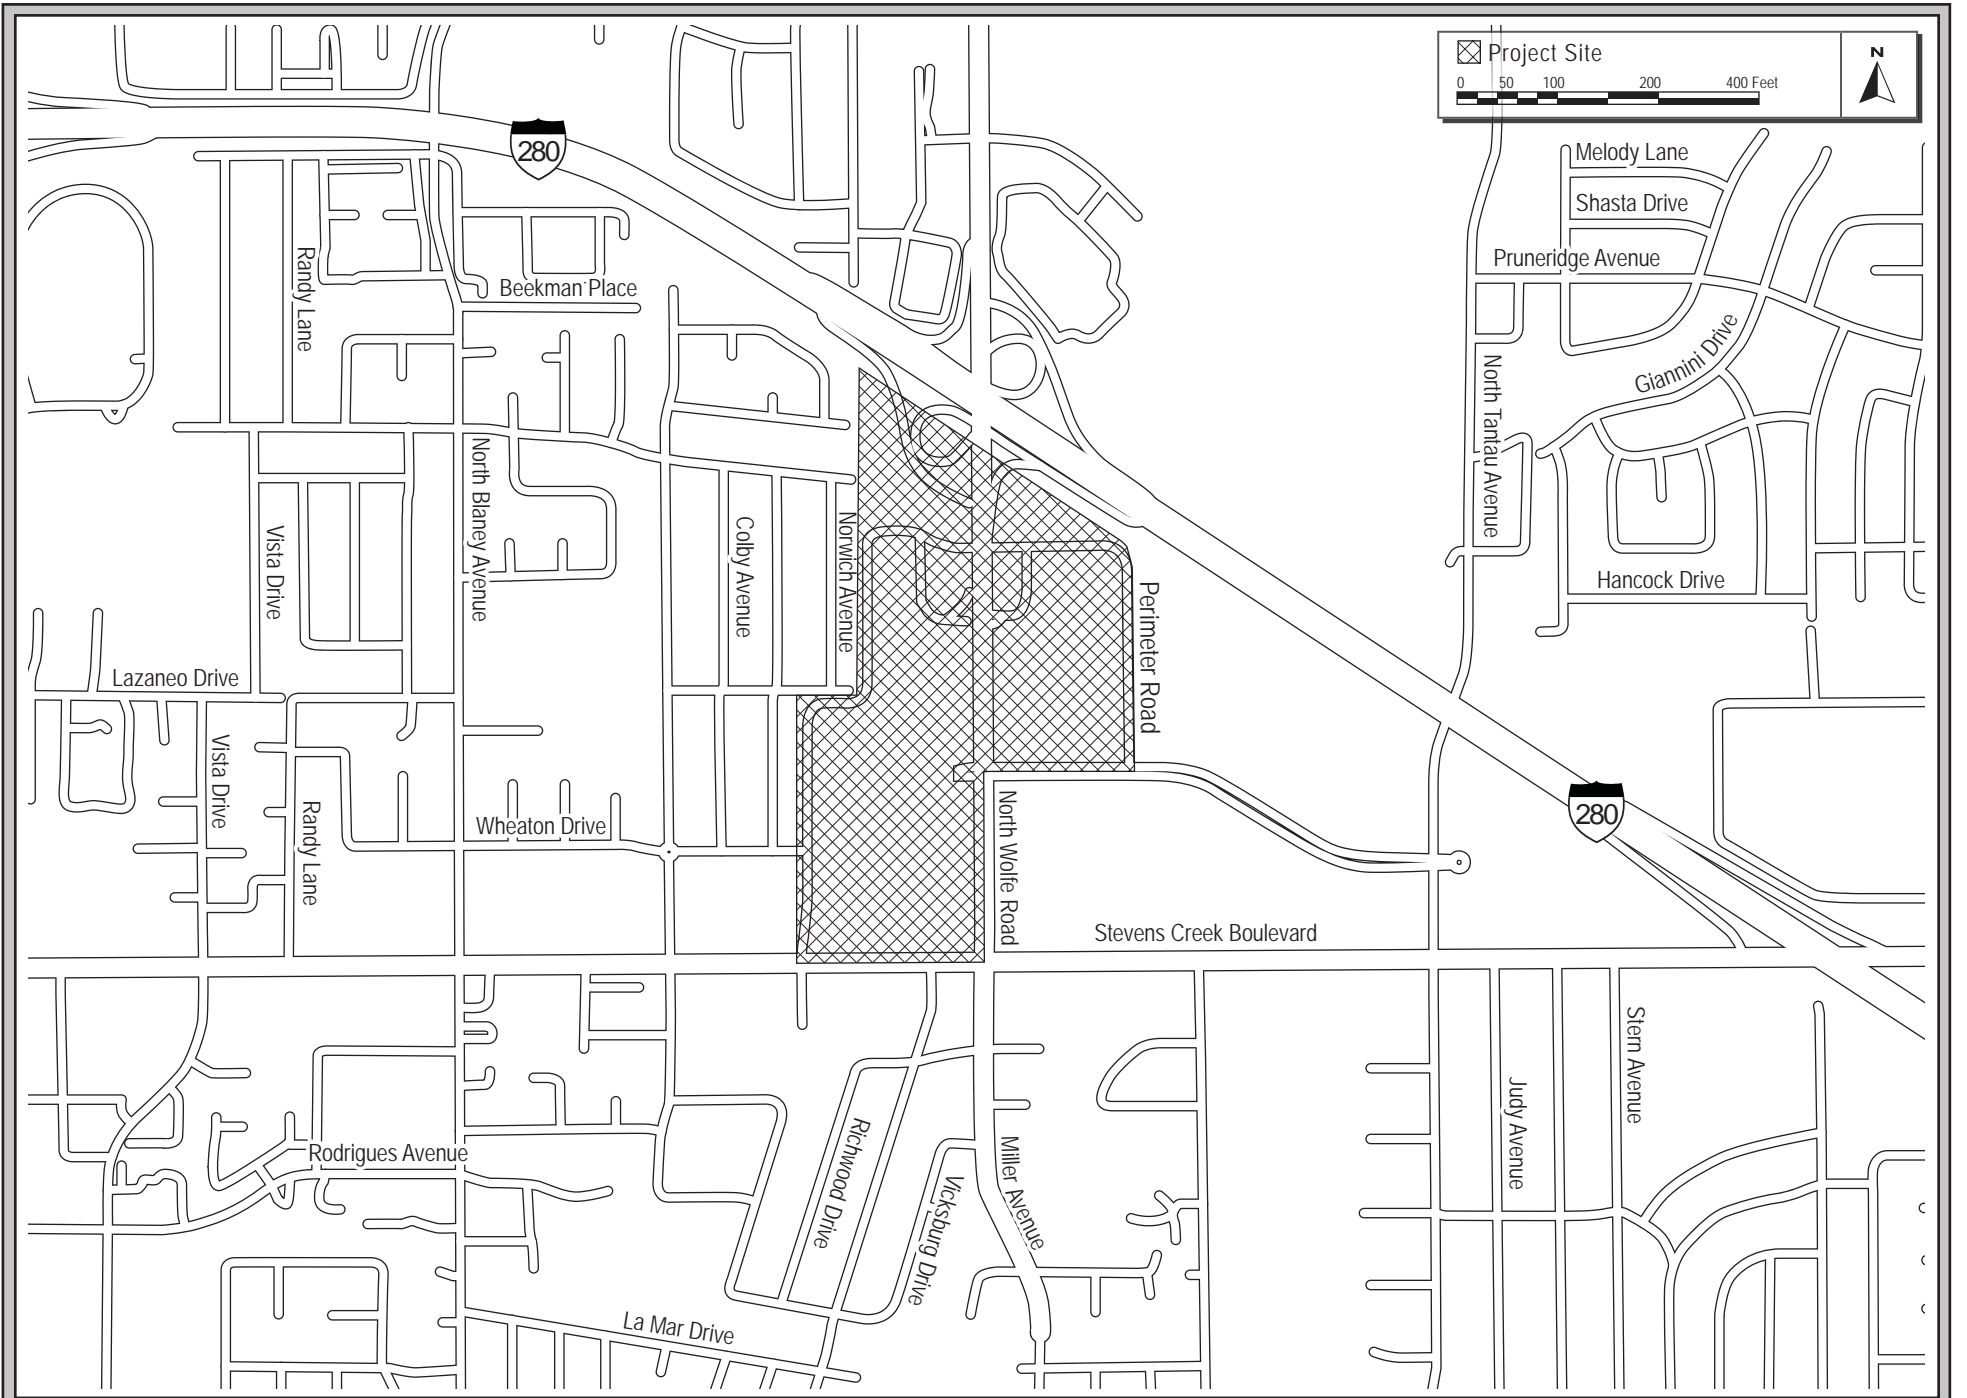 Project Site
0 50 100 200 400 Feet
N
280
Melody Lane
Shasta Drive
Pruneridge Avenue
Randy Lane
Beekman Place
Giannini Drive
North Tantau Avenue
North Blaney Avenue
Vista Drive
Colby Avenue
Norwich Avenue
Hancock Drive
Perimeter Road
Lazaneo Drive
Vista Drive
Randy Lane
Wheaton Drive
North Wolfe Road
280
Stevens Creek Boulevard
Stern Avenue
Judy Avenue
Rodrigues Avenue
Richwood Drive
Miller Avenue
Vicksburg Drive
La Mar Drive